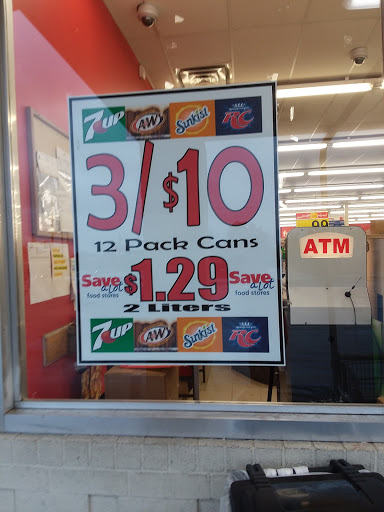 7UP A&W Sunkist RC
3/$10
12 Pack Cans
Save a lot food stores $1.29 Save a lot food stores
2 Liters
7UP A&W Sunkist RC
ATM